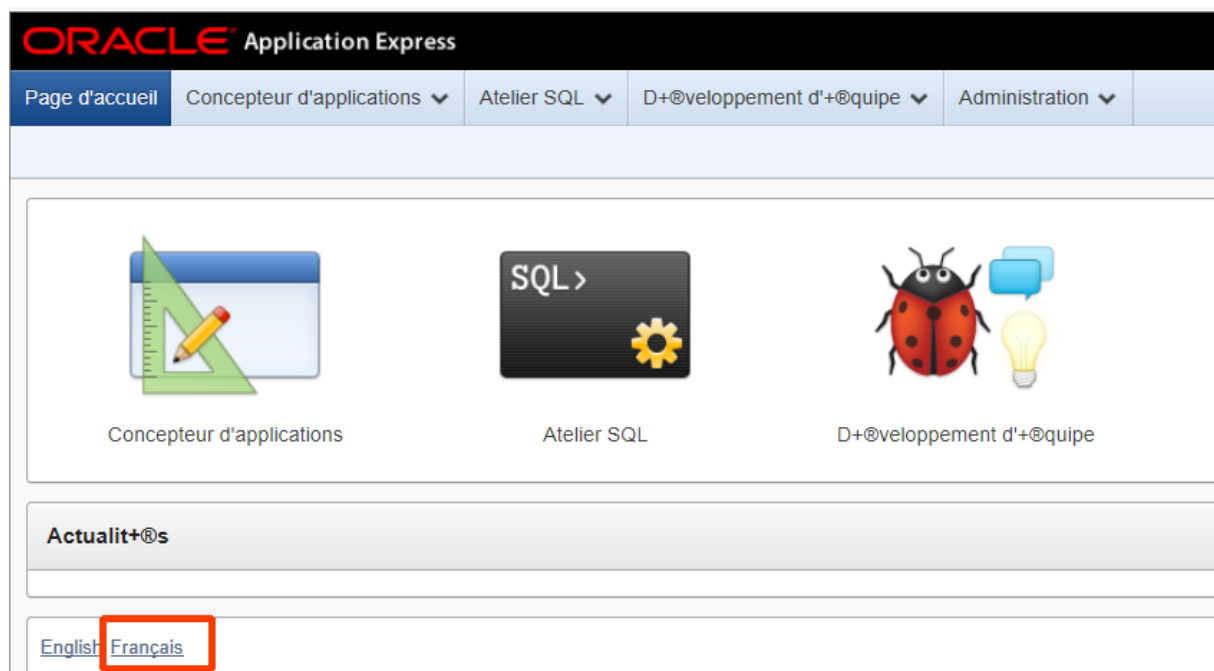 ORACLE® Application Express
Page d'accueil Concepteur d'applications Atelier SQL D+®veloppement d'+®quipe Administration
SQL>
Concepteur d'applications Atelier SQL D+®veloppement d'+®quipe
Actualit+®s
English Français